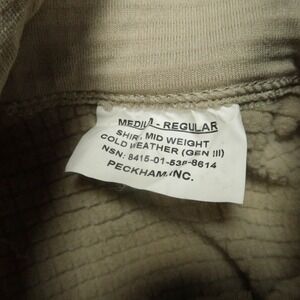 MEDIUM - REGULAR
SHIRT, MID WEIGHT
COLD WEATHER (GEN III)
NSN: 8415-01-538-8614
PECKHAM, INC.